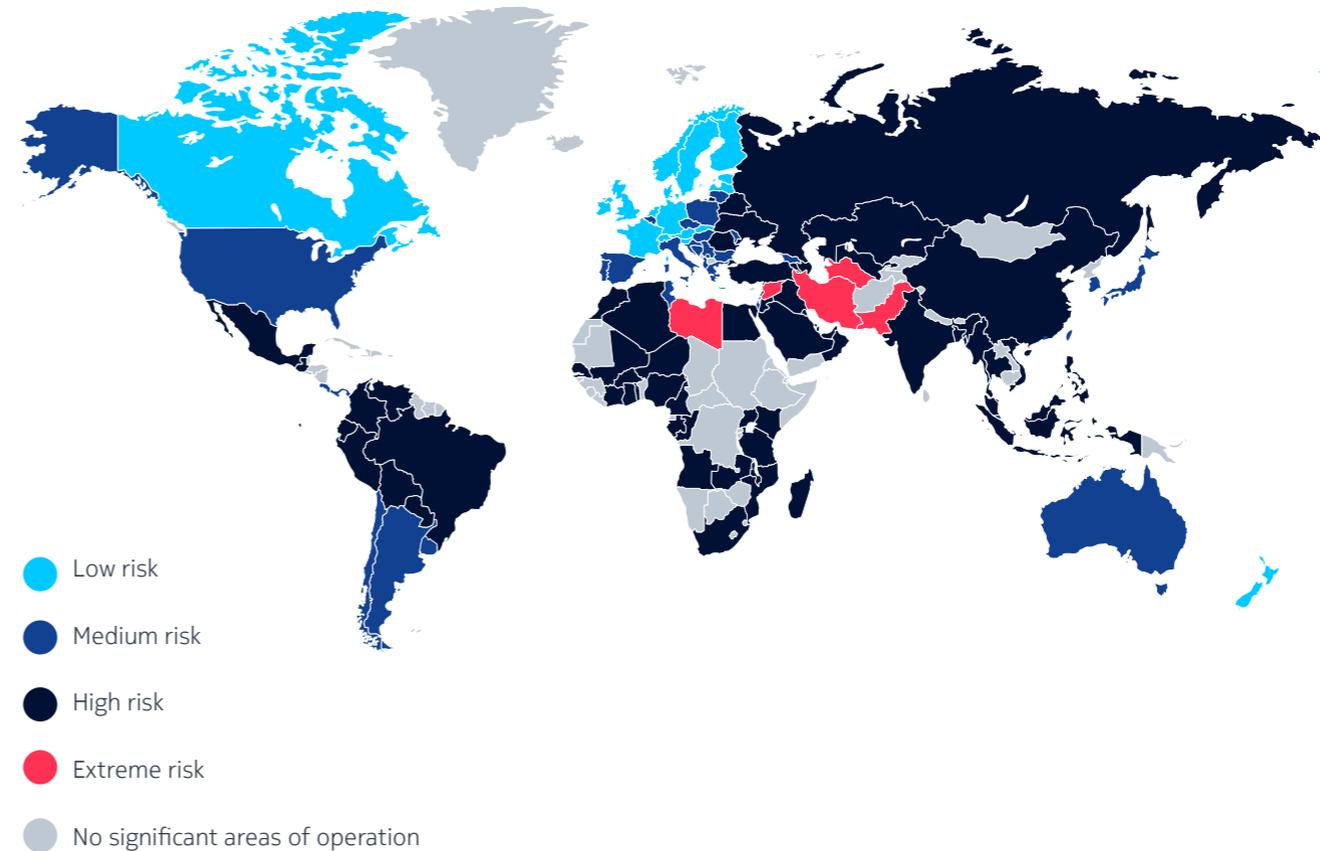 Low risk
Medium risk
High risk
Extreme risk
No significant areas of operation